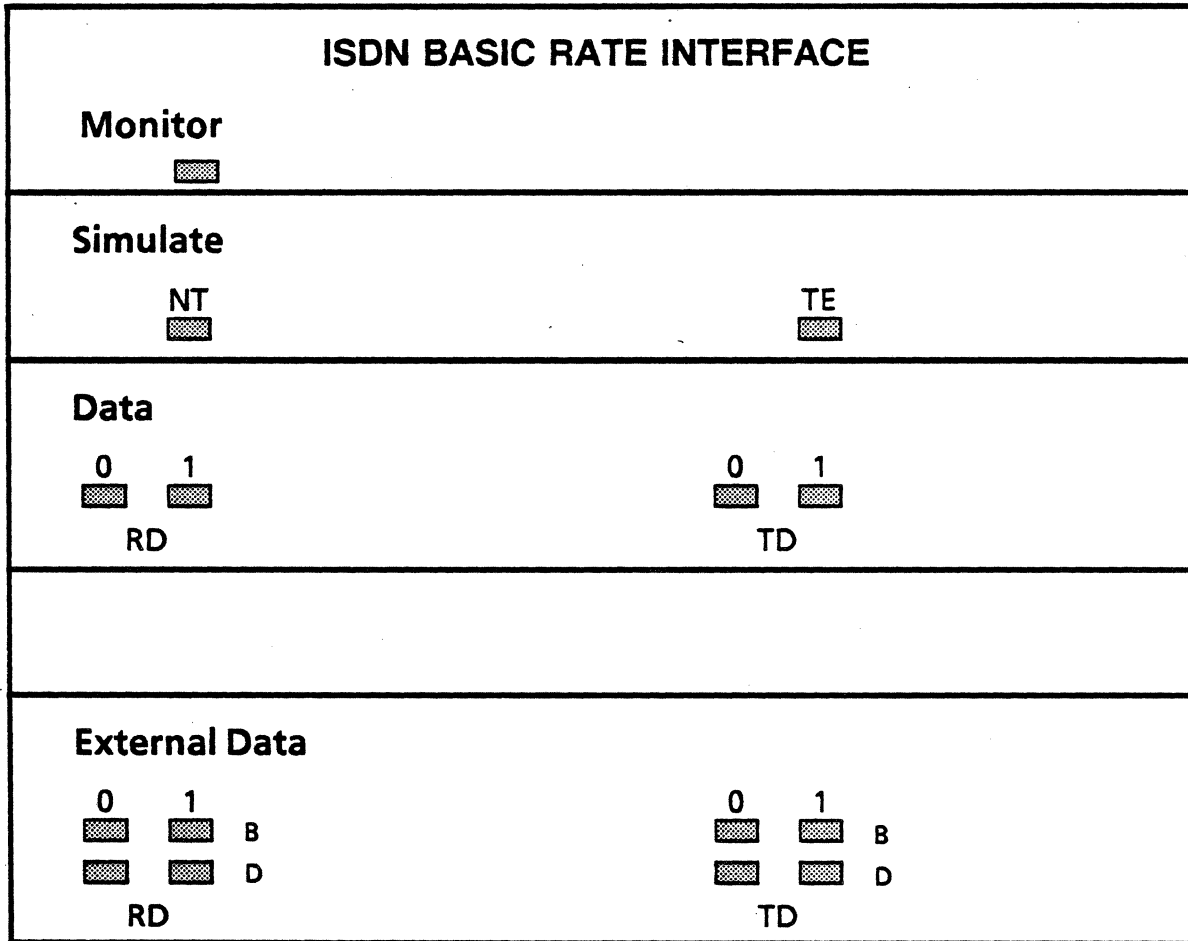 ISDN BASIC RATE INTERFACE
Monitor
Simulate
NT TE
Data
0 1 0 1
RD TD
External Data
0 1 0 1
B B
D D
RD TD